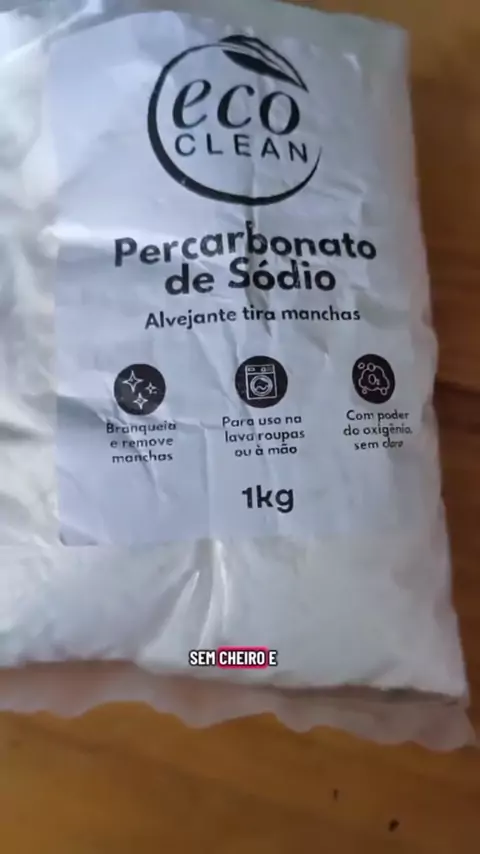 eco
CLEAN
Percarbonato
de Sódio
Alvejante tira manchas
Branqueia
e remove
manchas
Para uso na
lava roupas
ou à mão
O₂
Com poder
do oxigênio,
sem cloro
1kg
SEM CHEIRO E